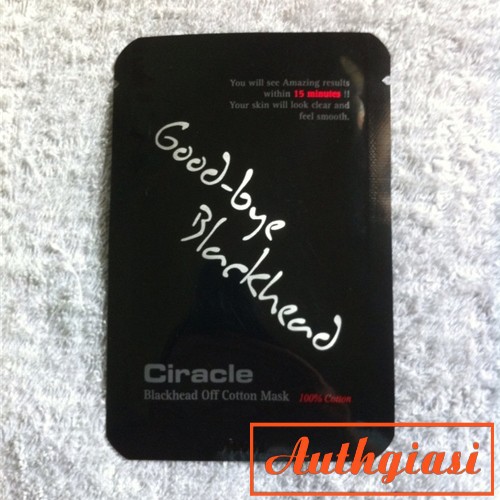 You will see Amazing results
within 15 minutes !!
Your skin will look clear and
feel smooth.
Good-bye
Blackhead
Ciracle
Blackhead Off Cotton Mask 100% Cotton
Authgiasi